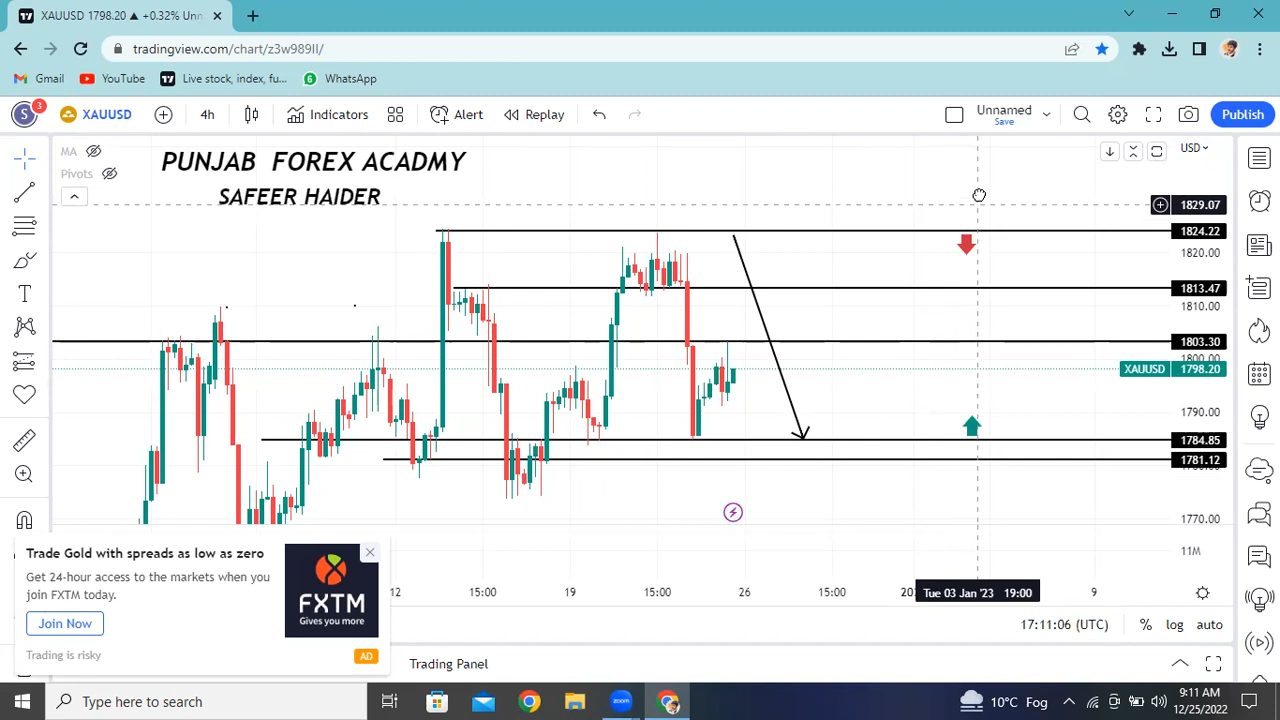 XAUUSD 1798.20 ▲ +0.32% Unn
tradingview.com/chart/z3w989Il/
Gmail YouTube Live stock, index, fu... WhatsApp
S 3 XAUUSD 4h Indicators Alert Replay Unnamed Save Publish
MA
Pivots
PUNJAB FOREX ACADMY
SAFEER HAIDER
USD
1829.07
1824.22
1820.00
1813.47
1810.00
1803.30
1800.00
XAUUSD 1798.20
1790.00
1784.85
1781.12
1770.00
11M
Trade Gold with spreads as low as zero
Get 24-hour access to the markets when you
join FXTM today.
Join Now
Trading is risky
AD
FXTM
Gives you more
12 15:00 19 15:00 26 15:00 Tue 03 Jan '23 19:00 9
17:11:06 (UTC) % log auto
Trading Panel
Type here to search
zoom
10°C Fog
9:11 AM
12/25/2022